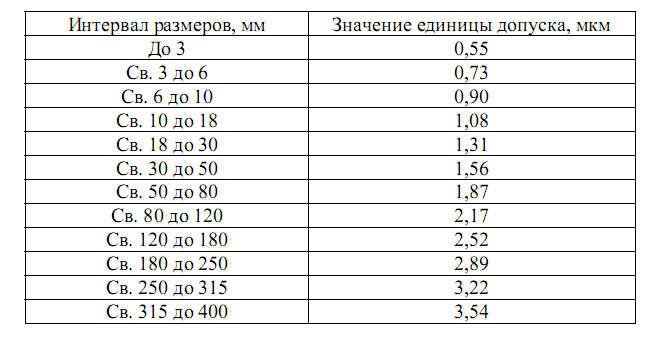 Интервал размеров, мм Значение единицы допуска, мкм
До 3 0,55
Св. 3 до 6 0,73
Св. 6 до 10 0,90
Св. 10 до 18 1,08
Св. 18 до 30 1,31
Св. 30 до 50 1,56
Св. 50 до 80 1,87
Св. 80 до 120 2,17
Св. 120 до 180 2,52
Св. 180 до 250 2,89
Св. 250 до 315 3,22
Св. 315 до 400 3,54